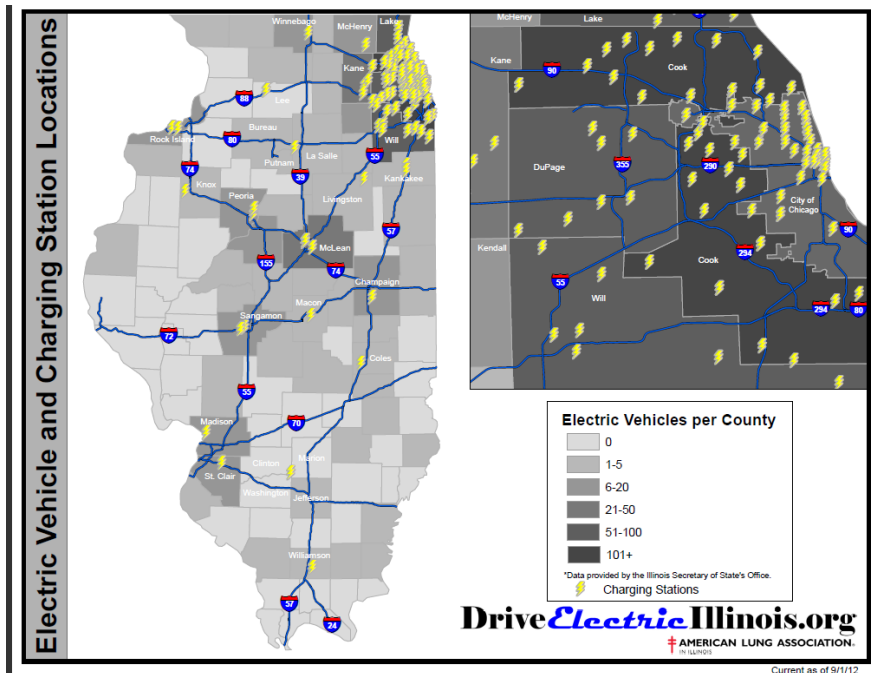 Electric Vehicle and Charging Station Locations
Winnebago
McHenry
Lake
Kane
88
Lee
Rock Island
80
Bureau
Putnam
La Salle
Will
55
74
39
Kankakee
Knox
Peoria
Livingston
57
McLean
155
74
Champaign
Macon
Sangamon
72
Coles
55
70
Madison
Marion
Clinton
St. Clair
Washington
Jefferson
Williamson
57
24
McHenry
Lake
Kane
90
Cook
DuPage
355
290
City of
Chicago
90
Kendall
Cook
294
55
Will
294
80
Electric Vehicles per County
0
1-5
6-20
21-50
51-100
101+
*Data provided by the Illinois Secretary of State's Office.
Charging Stations
DriveElectricIllinois.org
AMERICAN LUNG ASSOCIATION.
IN ILLINOIS
Current as of 9/1/12